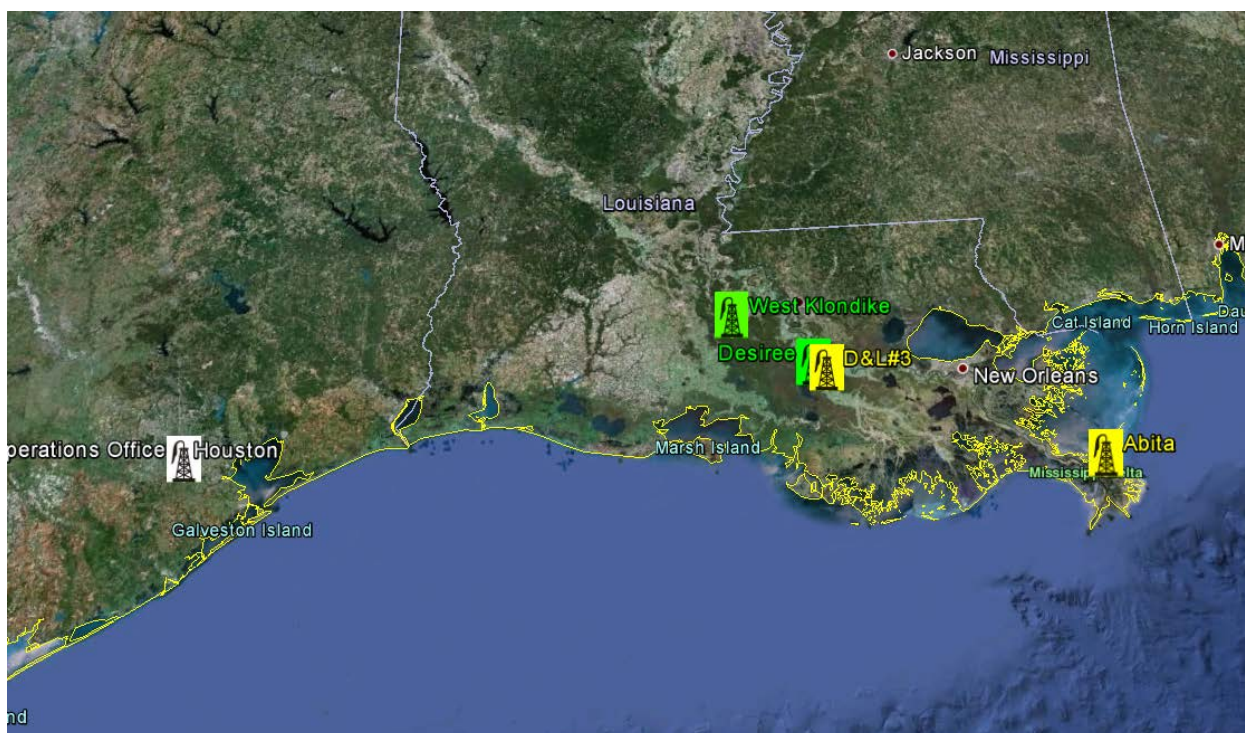 Jackson
Mississippi
Louisiana
West Klondike
Cat Island
Horn Island
Desiree
D&L#3
New Orleans
perations Office
Houston
Marsh Island
Abita
Galveston Island